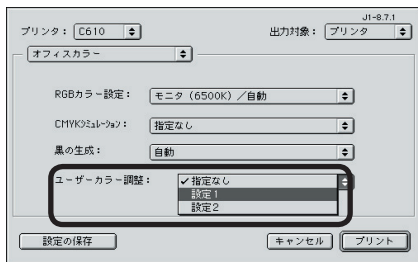 J1-8.7.1
プリンタ： C610 出力対象： プリンタ
オフィスカラー
RGBカラー設定： モニタ（6500K）／自動
CMYKｼﾐｭﾚｰｼｮﾝ： 指定なし
黒の生成： 自動
ユーザーカラー調整： ✓指定なし
設定1
設定2
設定の保存 キャンセル プリント